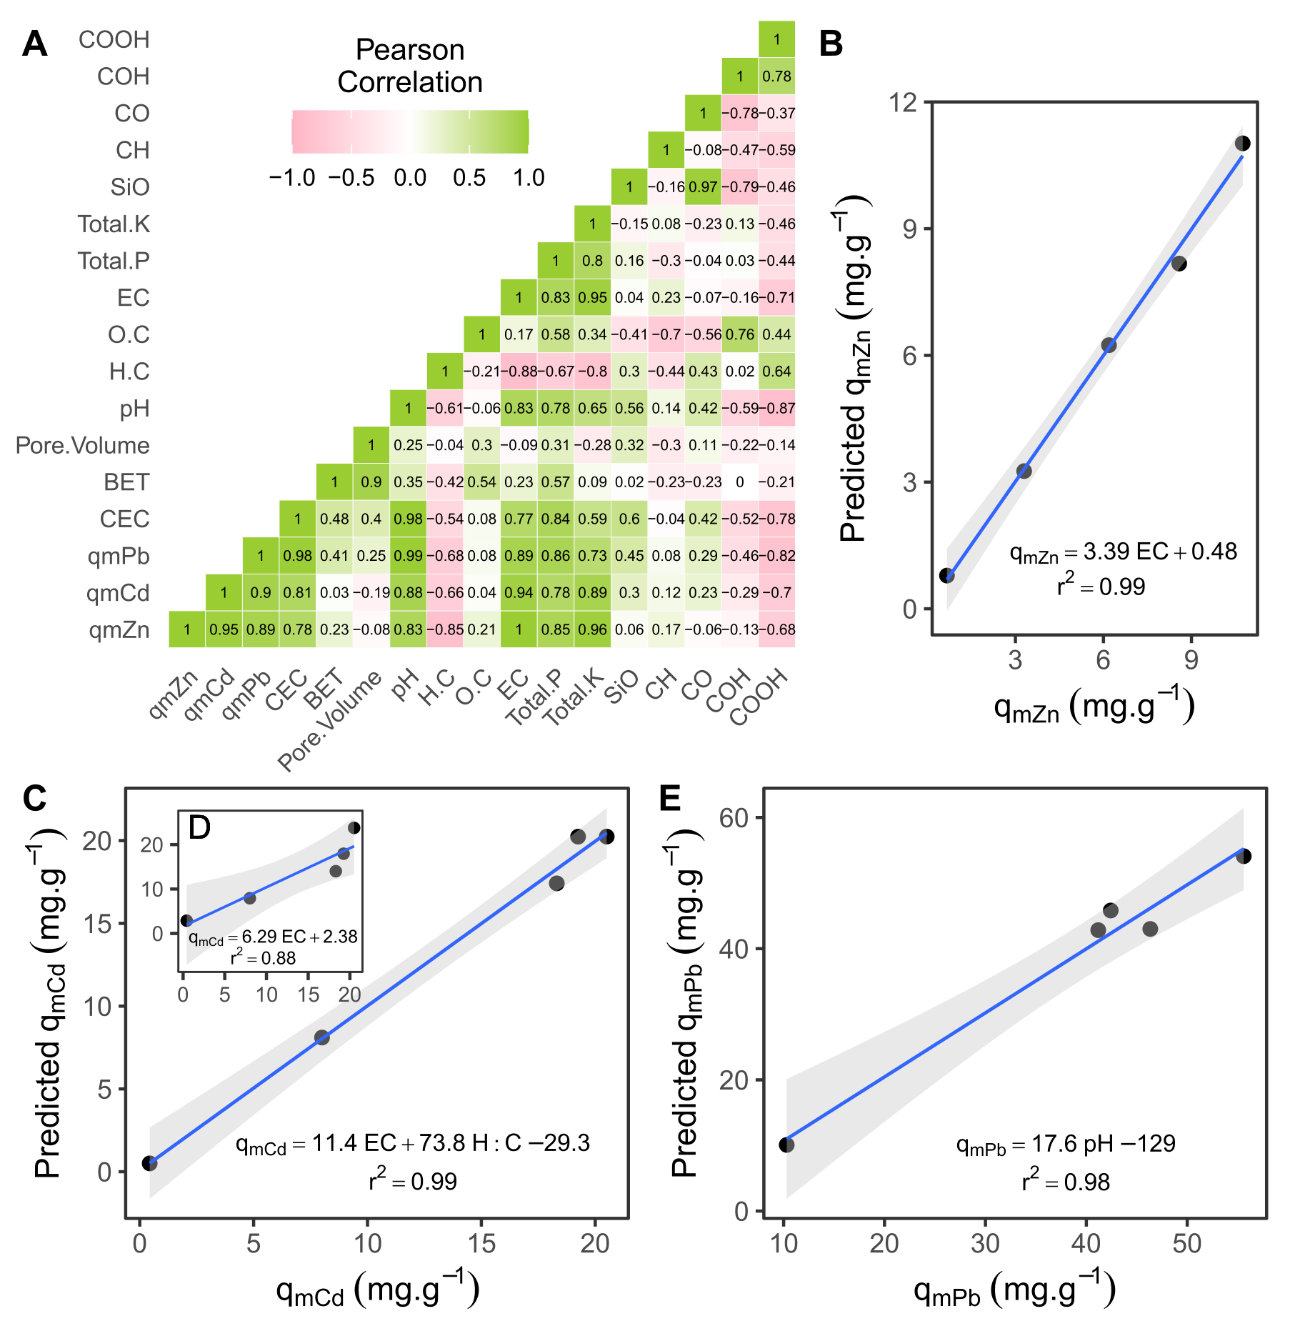 A
Pearson
Correlation
−1.0 −0.5 0.0 0.5 1.0
COOH 1
COH 1 0.78
CO 1 −0.78 −0.37
CH 1 −0.08 −0.47 −0.59
SiO 1 −0.16 0.97 −0.79 −0.46
Total.K 1 −0.15 0.08 −0.23 0.13 −0.46
Total.P 1 0.8 0.16 −0.3 −0.04 0.03 −0.44
EC 1 0.83 0.95 0.04 0.23 −0.07 −0.16 −0.71
O.C 1 0.17 0.58 0.34 −0.41 −0.7 −0.56 0.76 0.44
H.C 1 −0.21 −0.88 −0.67 −0.8 0.3 −0.44 0.43 0.02 0.64
pH 1 −0.61 −0.06 0.83 0.78 0.65 0.56 0.14 0.42 −0.59 −0.87
Pore.Volume 1 0.25 −0.04 0.3 −0.09 0.31 −0.28 0.32 −0.3 0.11 −0.22 −0.14
BET 1 0.9 0.35 −0.42 0.54 0.23 0.57 0.09 0.02 −0.23 −0.23 0 −0.21
CEC 1 0.48 0.4 0.98 −0.54 0.08 0.77 0.84 0.59 0.6 −0.04 0.42 −0.52 −0.78
qmPb 1 0.98 0.41 0.25 0.99 −0.68 0.08 0.89 0.86 0.73 0.45 0.08 0.29 −0.46 −0.82
qmCd 1 0.9 0.81 0.03 −0.19 0.88 −0.66 0.04 0.94 0.78 0.89 0.3 0.12 0.23 −0.29 −0.7
qmZn 1 0.95 0.89 0.78 0.23 −0.08 0.83 −0.85 0.21 1 0.85 0.96 0.06 0.17 −0.06 −0.13 −0.68
qmZn qmCd qmPb CEC BET Pore.Volume pH H.C O.C EC Total.P Total.K SiO CH CO COH COOH
B
Predicted qmZn (mg.g⁻¹)
12
9
6
3
0
qmZn = 3.39 EC + 0.48
r² = 0.99
3 6 9
qmZn (mg.g⁻¹)
C
Predicted qmCd (mg.g⁻¹)
20
15
10
5
0
D
20
10
0
qmCd = 6.29 EC + 2.38
r² = 0.88
0 5 10 15 20
qmCd = 11.4 EC + 73.8 H : C −29.3
r² = 0.99
0 5 10 15 20
qmCd (mg.g⁻¹)
E
Predicted qmPb (mg.g⁻¹)
60
40
20
0
qmPb = 17.6 pH −129
r² = 0.98
10 20 30 40 50
qmPb (mg.g⁻¹)